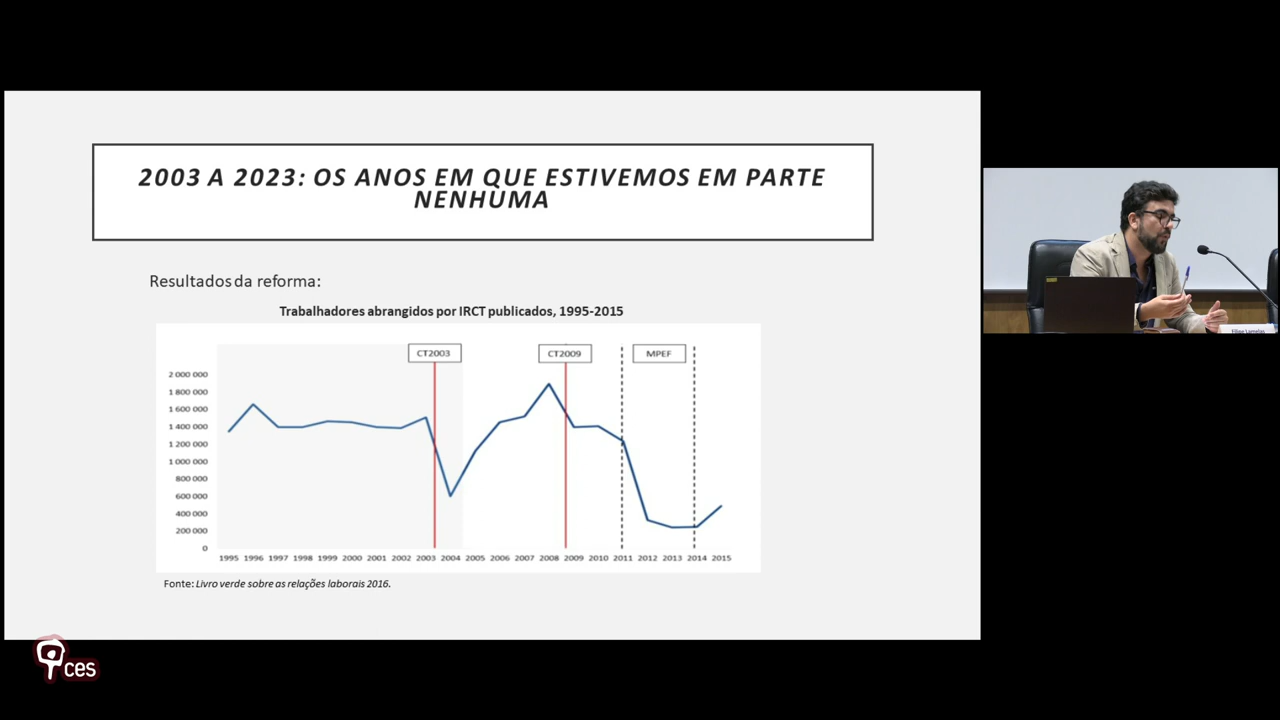 2003 A 2023: OS ANOS EM QUE ESTIVEMOS EM PARTE
NENHUMA
Resultados da reforma:
Trabalhadores abrangidos por IRCT publicados, 1995-2015
CT2003
CT2009
MPEF
2 000 000
1 800 000
1 600 000
1 400 000
1 200 000
1 000 000
800 000
600 000
400 000
200 000
0
1995 1996 1997 1998 1999 2000 2001 2002 2003 2004 2005 2006 2007 2008 2009 2010 2011 2012 2013 2014 2015
Fonte: Livro verde sobre as relações laborais 2016.
Filipe Lamelas
ces